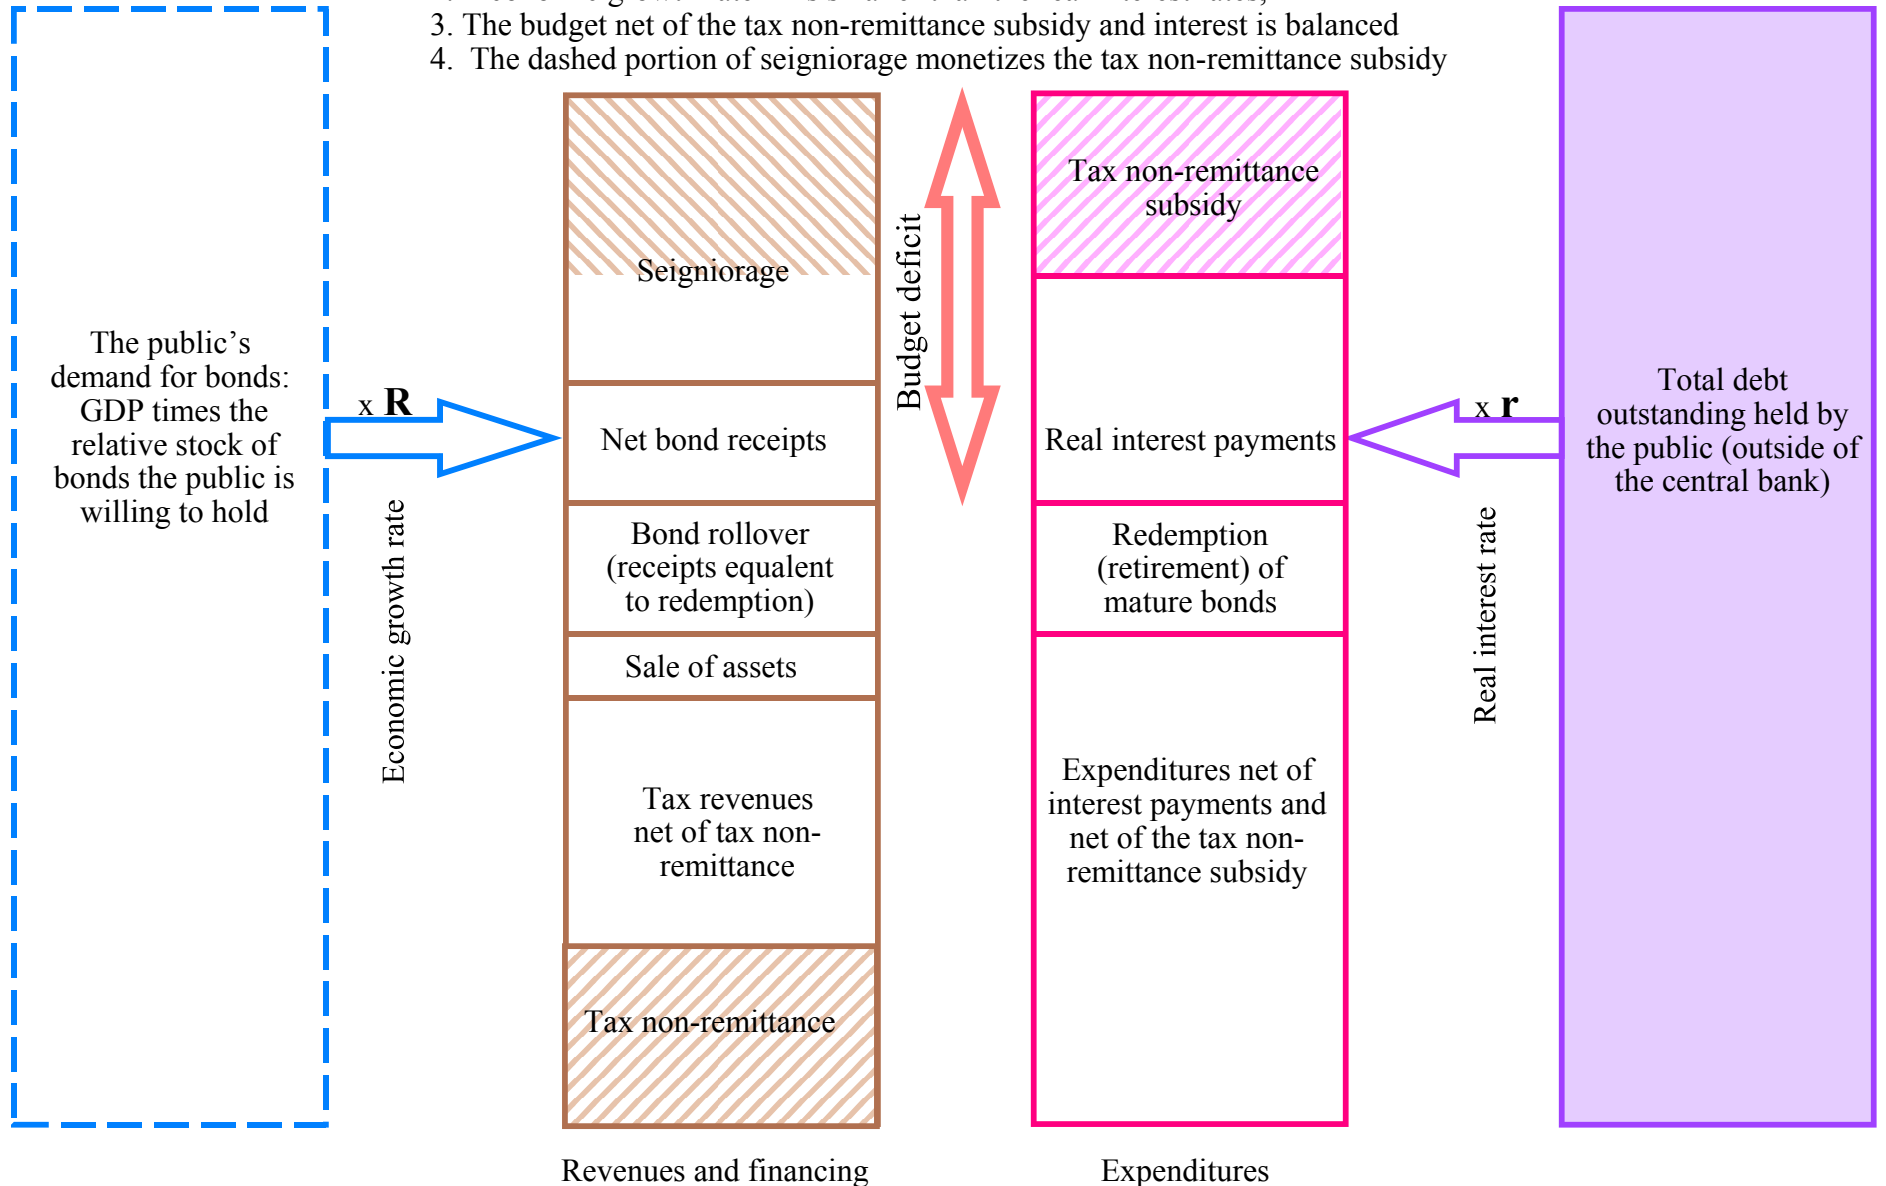 3. The budget net of the tax non-remittance subsidy and interest is balanced
4. The dashed portion of seigniorage monetizes the tax non-remittance subsidy
The public’s
demand for bonds:
GDP times the
relative stock of
bonds the public is
willing to hold
x R
Economic growth rate
Seigniorage
Net bond receipts
Bond rollover
(receipts equalent
to redemption)
Sale of assets
Tax revenues
net of tax non-
remittance
Tax non-remittance
Revenues and financing
Budget deficit
Tax non-remittance
subsidy
Real interest payments
Redemption
(retirement) of
mature bonds
Expenditures net of
interest payments and
net of the tax non-
remittance subsidy
Expenditures
x r
Real interest rate
Total debt
outstanding held by
the public (outside of
the central bank)